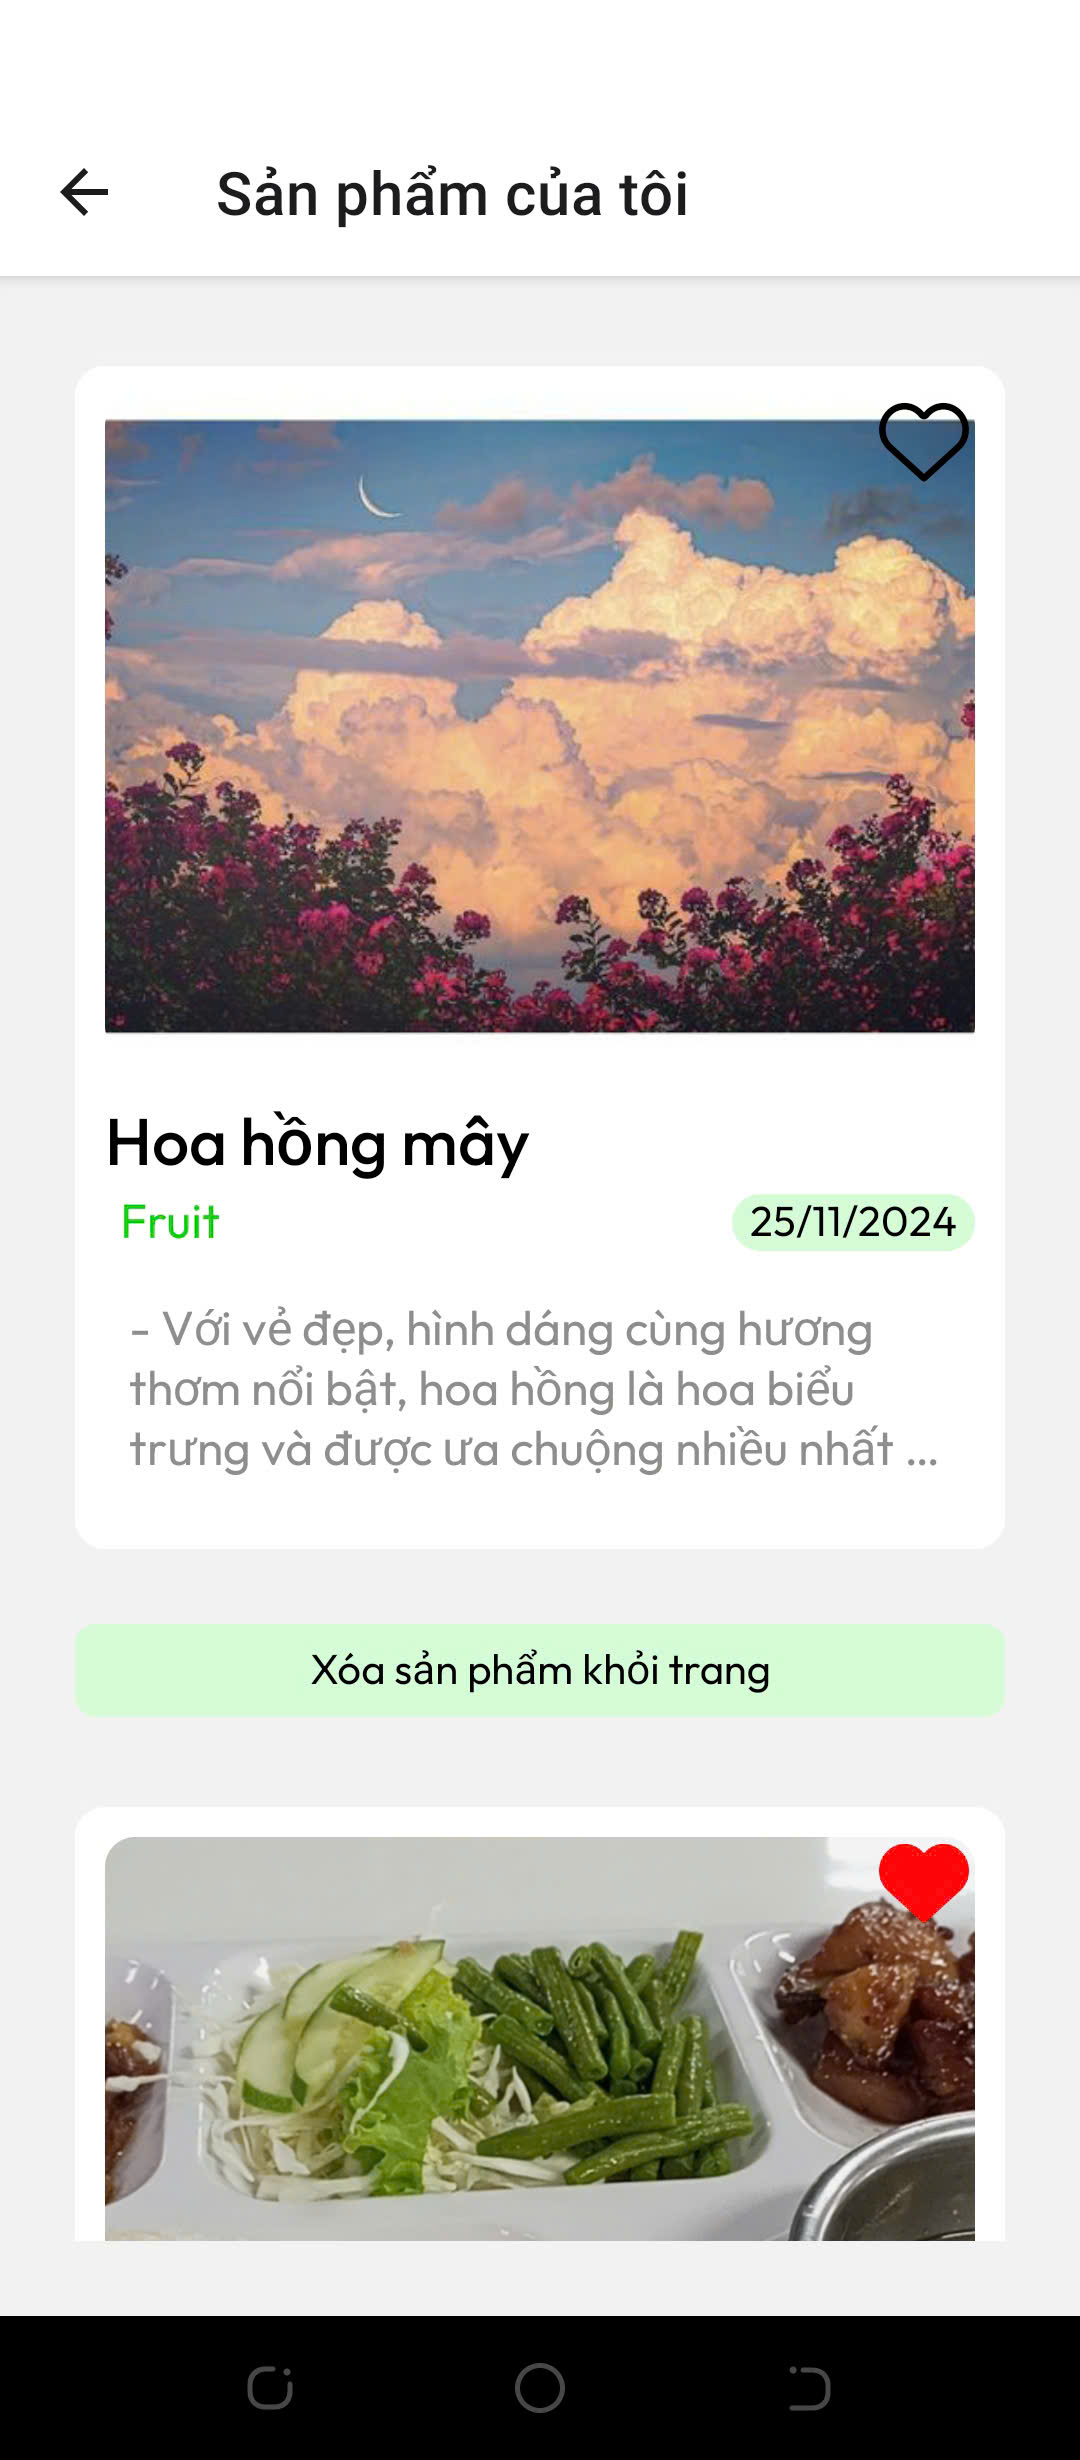 Sản phẩm của tôi
Hoa hồng mây
Fruit
25/11/2024
- Với vẻ đẹp, hình dáng cùng hương
thơm nổi bật, hoa hồng là hoa biểu
trưng và được ưa chuộng nhiều nhất ...
Xóa sản phẩm khỏi trang